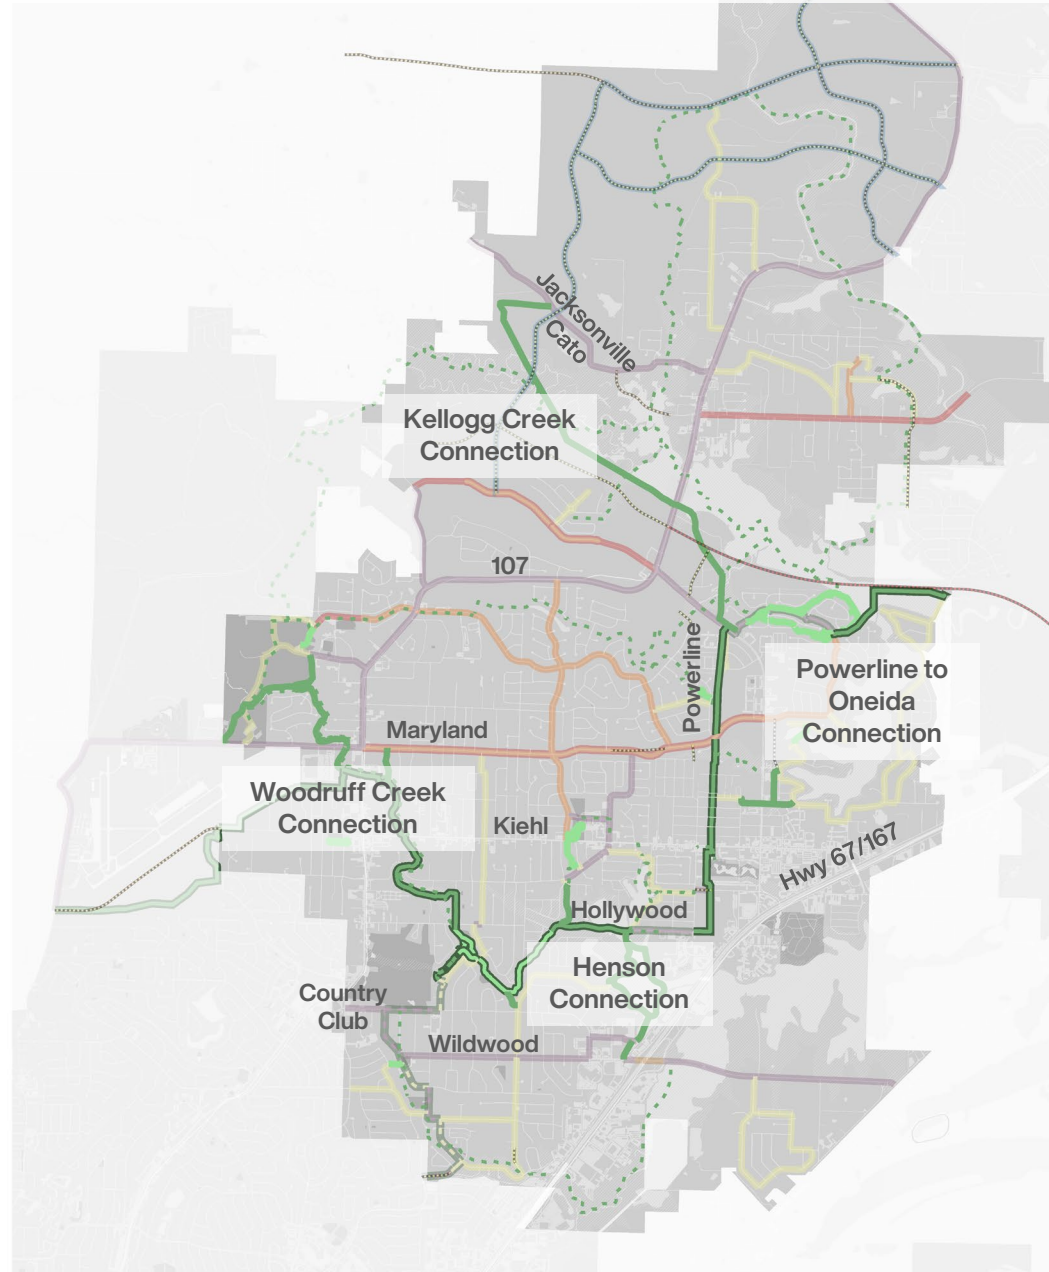 Jacksonville
Cato
Kellogg Creek
Connection
107
Powerline
Powerline to
Oneida
Connection
Maryland
Woodruff Creek
Connection
Kiehl
Hwy 67/167
Hollywood
Henson
Connection
Country
Club
Wildwood